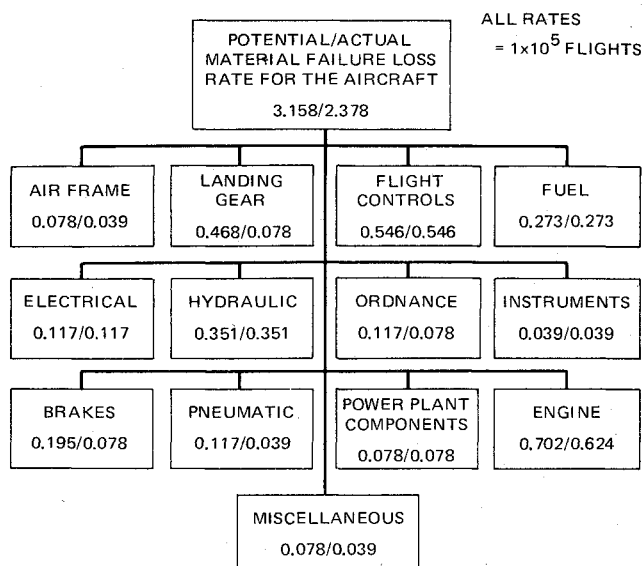 POTENTIAL/ACTUAL
MATERIAL FAILURE LOSS
RATE FOR THE AIRCRAFT
3.158/2.378
ALL RATES
= 1x10⁵ FLIGHTS
AIR FRAME
0.078/0.039
LANDING
GEAR
0.468/0.078
FLIGHT
CONTROLS
0.546/0.546
FUEL
0.273/0.273
ELECTRICAL
0.117/0.117
HYDRAULIC
0.351/0.351
ORDNANCE
0.117/0.078
INSTRUMENTS
0.039/0.039
BRAKES
0.195/0.078
PNEUMATIC
0.117/0.039
POWER PLANT
COMPONENTS
0.078/0.078
ENGINE
0.702/0.624
MISCELLANEOUS
0.078/0.039